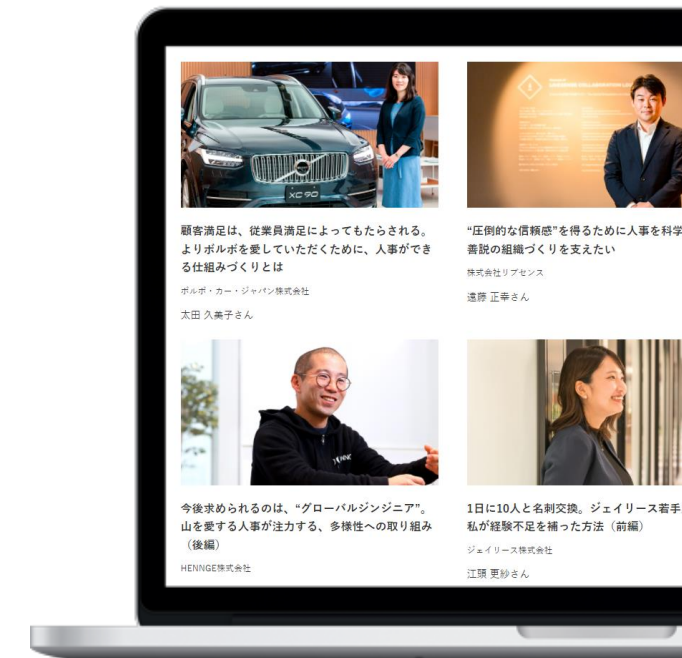 XC 90
顧客満足は、従業員満足によってもたらされる。
よりボルボを愛していただくために、人事ができ
る仕組みづくりとは
ボルボ・カー・ジャパン株式会社
太田 久美子さん
“圧倒的な信頼感”を得るために人事を科学
善説の組織づくりを支えたい
株式会社リブセンス
遠藤 正幸さん
今後求められるのは、“グローバルジンジニア”。
山を愛する人事が注力する、多様性への取り組み
（後編）
HENNGE株式会社
1日に10人と名刺交換。ジェイリース若手
私が経験不足を補った方法（前編）
ジェイリース株式会社
江頭 更紗さん